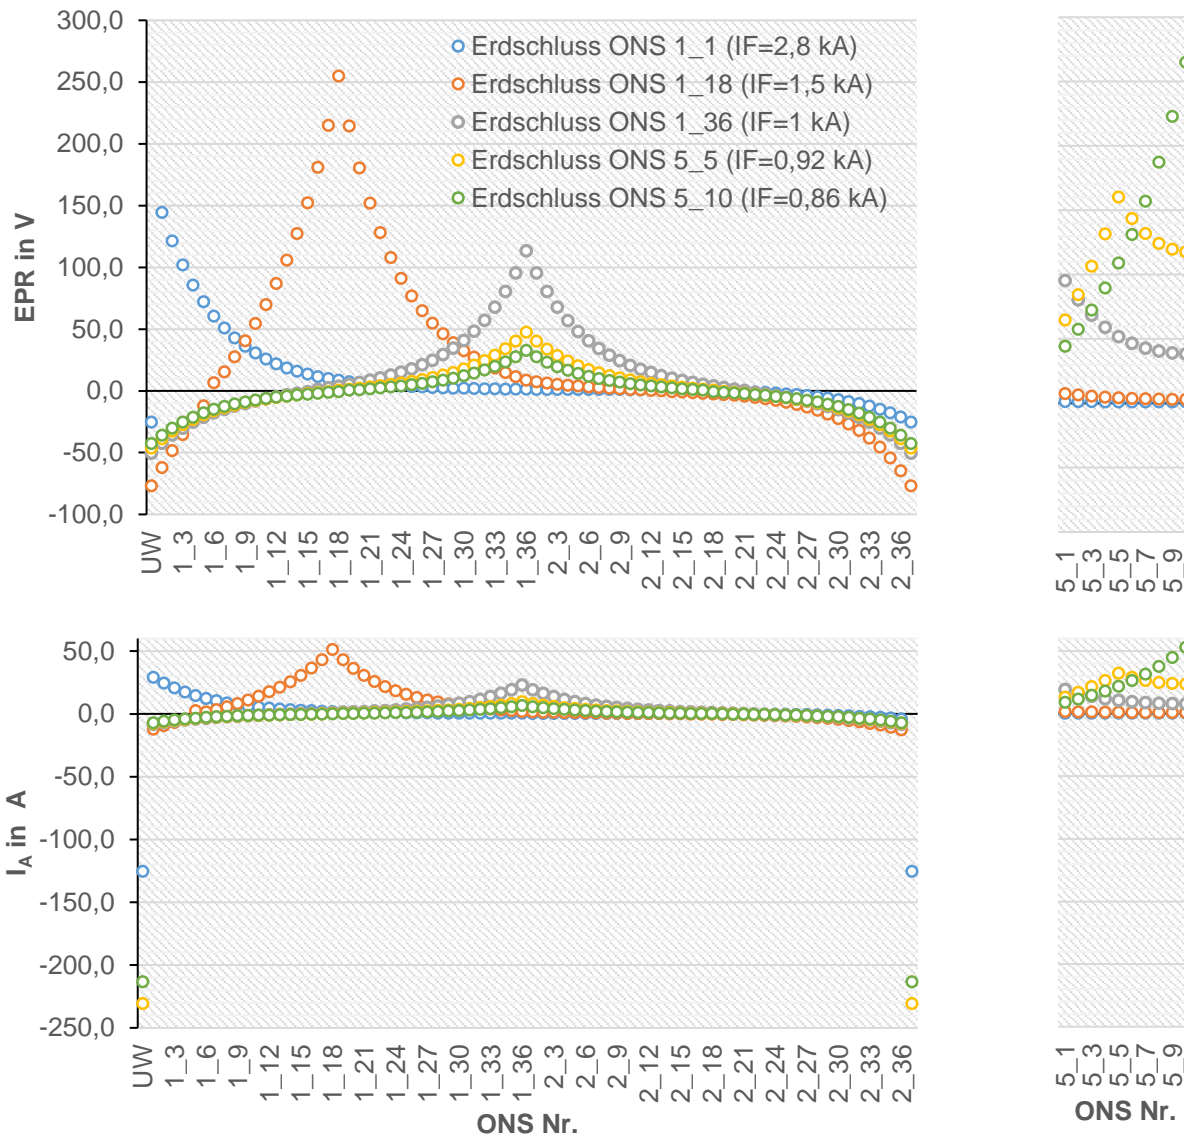 EPR in V
300,0
250,0
200,0
150,0
100,0
50,0
0,0
-50,0
-100,0
Erdschluss ONS 1_1 (IF=2,8 kA)
Erdschluss ONS 1_18 (IF=1,5 kA)
Erdschluss ONS 1_36 (IF=1 kA)
Erdschluss ONS 5_5 (IF=0,92 kA)
Erdschluss ONS 5_10 (IF=0,86 kA)
UW 1_3 1_6 1_9 1_12 1_15 1_18 1_21 1_24 1_27 1_30 1_33 1_36 2_3 2_6 2_9 2_12 2_15 2_18 2_21 2_24 2_27 2_30 2_33 2_36
5_1 5_3 5_5 5_7 5_9
I_A in A
50,0
0,0
-50,0
-100,0
-150,0
-200,0
-250,0
UW 1_3 1_6 1_9 1_12 1_15 1_18 1_21 1_24 1_27 1_30 1_33 1_36 2_3 2_6 2_9 2_12 2_15 2_18 2_21 2_24 2_27 2_30 2_33 2_36
ONS Nr.
5_1 5_3 5_5 5_7 5_9
ONS Nr.